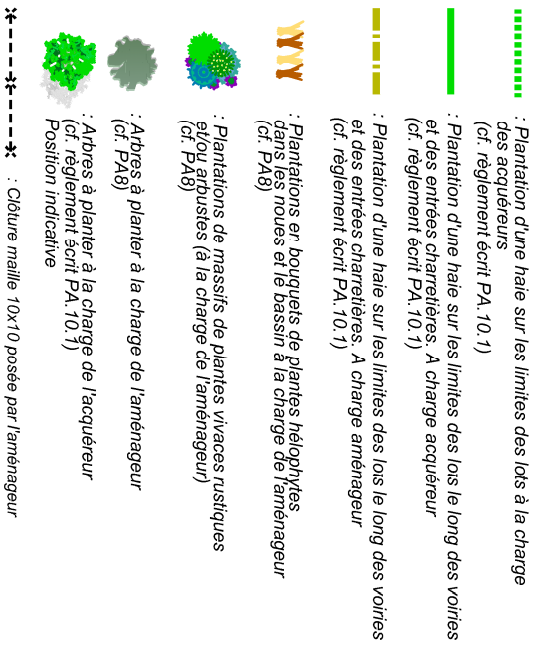 : Plantation d'une haie sur les limites des lots à la charge
des acquéreurs
(cf. règlement écrit PA.10.1)
: Plantation d'une haie sur les limites des lois le long des voiries
et des entrées charretières. A charge acquéreur
(cf. règlement écrit PA.10.1)
: Plantation d'une haie sur les limites des lois le long des voiries
et des entrées charretières. A charge aménageur
(cf. règlement écrit PA.10.1)
: Plantations er bouquets de plantes hélophytes
dans les noues et le bassin à la charge de l'aménageur
(cf. PA8)
: Plantations de massifs de plantes vivaces rustiques
et/ou arbustes (à la charge de l'aménageur)
(cf. PA8)
: Arbres à planter à la charge de l'aménageur
(cf. PA8)
: Arbres à planter à la charge de l'acquéreur
(cf. règlement écrit PA.10.1)
Position indicative
: Clôture maille 10x10 posée par l'aménageur